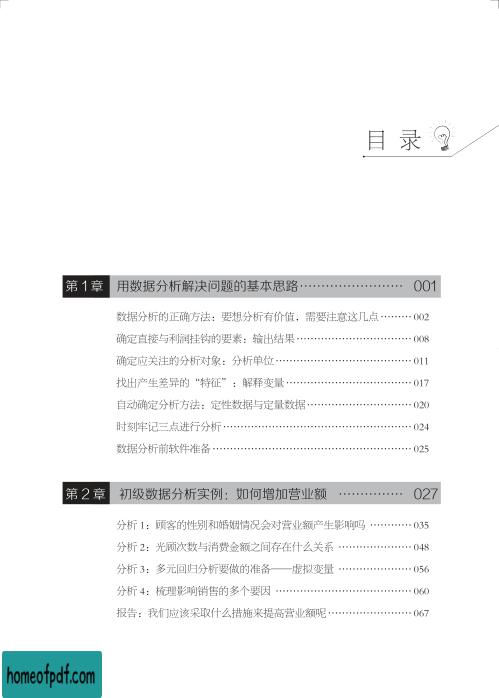 目 录
第1章 用数据分析解决问题的基本思路…………………… 001
数据分析的正确方法：要想分析有价值，需要注意这几点……… 002
确定直接与利润挂钩的要素：输出结果………………………… 008
确定应关注的分析对象：分析单位……………………………… 011
找出产生差异的“特征”：解释变量…………………………… 017
自动确定分析方法：定性数据与定量数据……………………… 020
时刻牢记三点进行分析…………………………………………… 024
数据分析前软件准备……………………………………………… 025
第2章 初级数据分析实例：如何增加营业额 …………… 027
分析1：顾客的性别和婚姻情况会对营业额产生影响吗 ………… 035
分析2：光顾次数与消费金额之间存在什么关系 ……………… 048
分析3：多元回归分析要做的准备——虚拟变量 ……………… 056
分析4：梳理影响销售的多个要因 ……………………………… 060
报告：我们应该采取什么措施来提高营业额呢………………… 067
homeofpdf.com